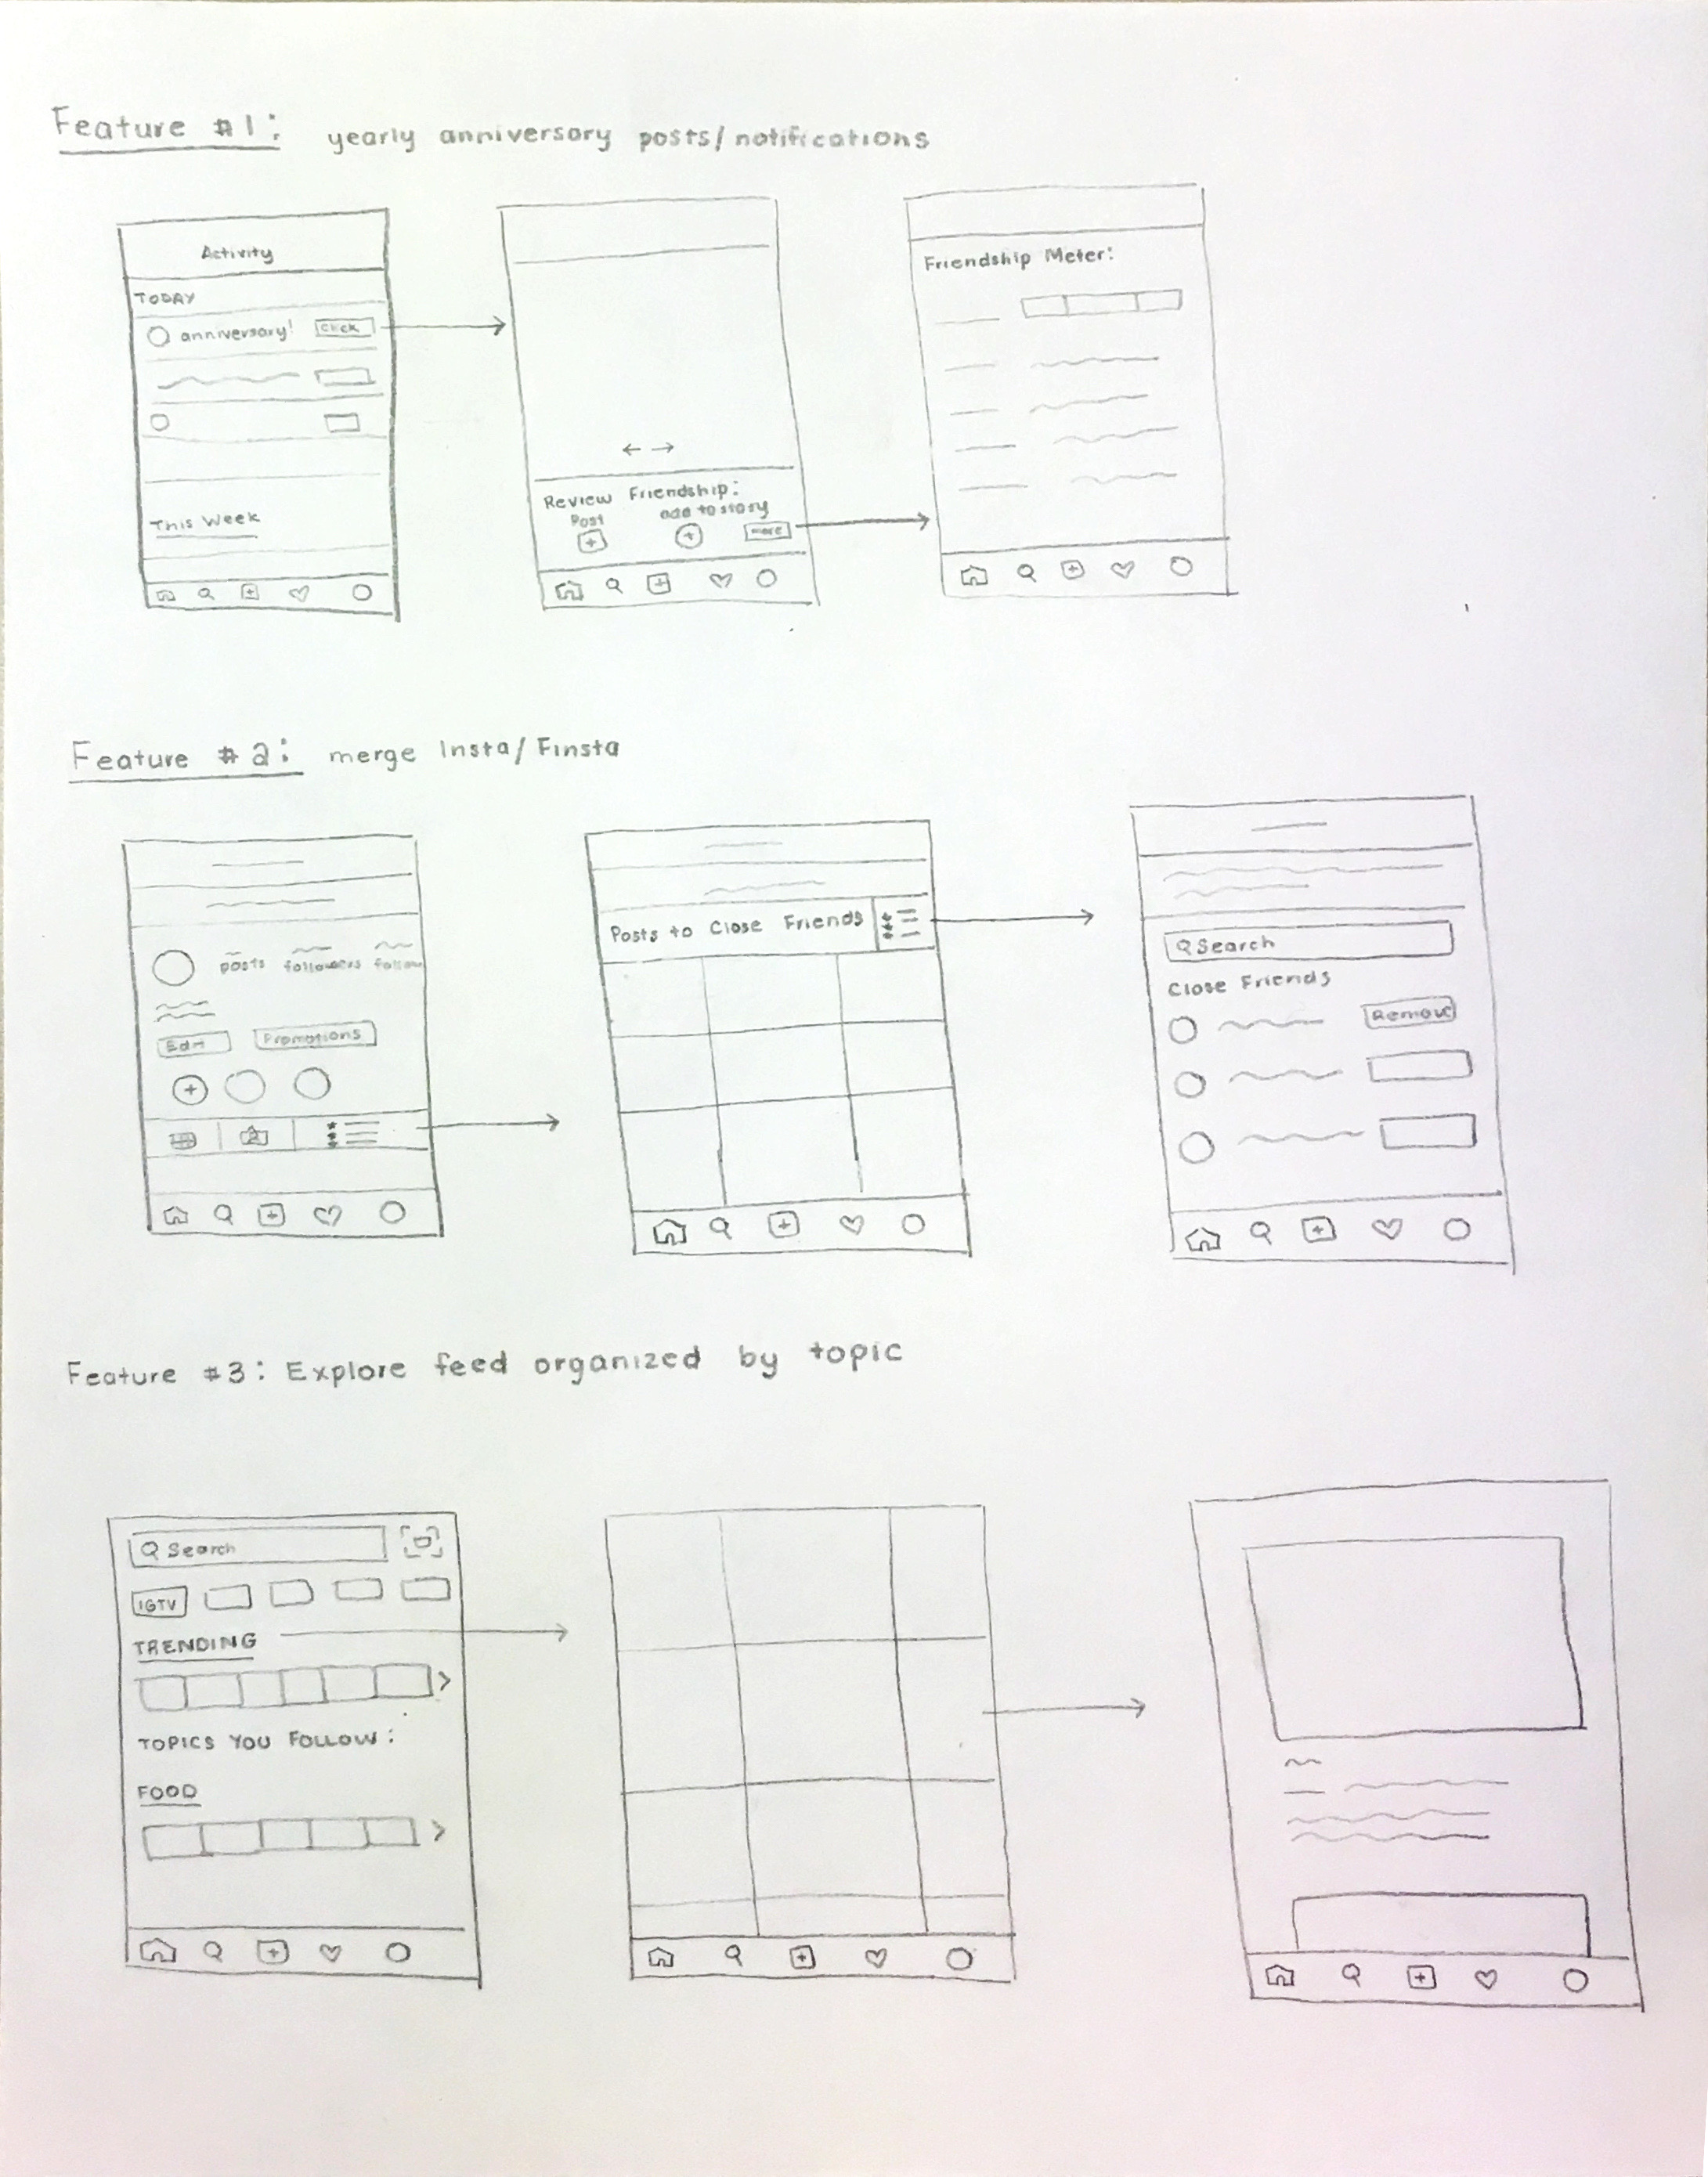 Feature #1: yearly anniversary posts/notifications
Activity
TODAY
anniversary! Click
This Week
Review Friendship:
Post add to story
more
Friendship Meter:
Feature #2: merge Insta/Finsta
posts followers follow
Edit Promotions
Posts to Close Friends
Search
Close Friends
Remove
Feature #3: Explore feed organized by topic
Search
IGTV
TRENDING
TOPICS YOU FOLLOW:
FOOD